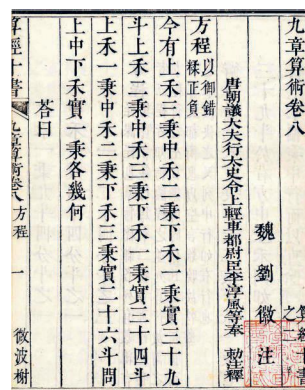 九章算術卷八
魏 劉 徽 注
唐朝議大夫行太史令上輕車都尉臣李淳風等奉 勅注釋
方程以御錯糅正負
今有上禾三秉中禾二秉下禾一秉實三十九
斗上禾二秉中禾三秉下禾一秉實三十四斗
上禾一秉中禾二秉下禾三秉實二十六斗問
上中下禾實一秉各幾何
荅曰
算經十書 九章算術卷八 方程 一 微波榭